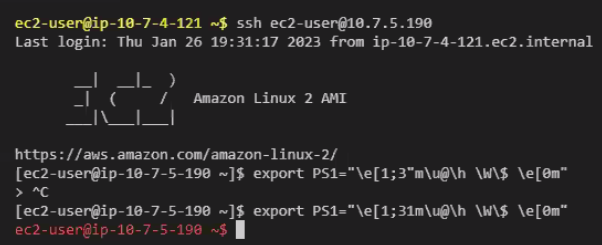 ec2-user@ip-10-7-4-121 ~$ ssh ec2-user@10.7.5.190
Last login: Thu Jan 26 19:31:17 2023 from ip-10-7-4-121.ec2.internal
       __|  __|_  )
       _|  (     /   Amazon Linux 2 AMI
      ___|\___|___|
https://aws.amazon.com/amazon-linux-2/
[ec2-user@ip-10-7-5-190 ~]$ export PS1="\e[1;3"m\u@\h \W\$ \e[0m"
> ^C
[ec2-user@ip-10-7-5-190 ~]$ export PS1="\e[1;31m\u@\h \W\$ \e[0m"
ec2-user@ip-10-7-5-190 ~$